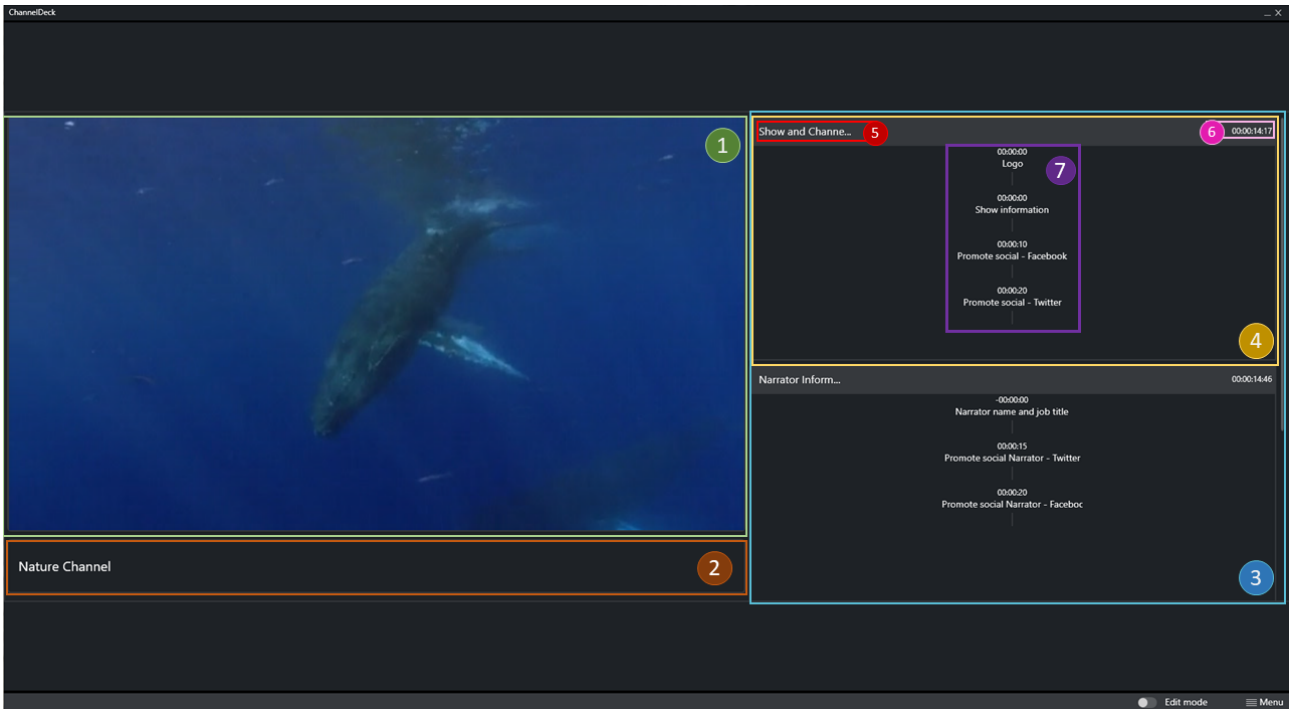 ChannelDeck
1
Show and Channe...
5
6
00:00:14:17
00:00:00
Logo
7
00:00:00
Show information
00:00:10
Promote social - Facebook
00:00:20
Promote social - Twitter
4
Narrator Inform...
00:00:14:46
-00:00:00
Narrator name and job title
00:00:15
Promote social Narrator - Twitter
00:00:20
Promote social Narrator - Faceboc
3
Nature Channel
2
Edit mode
Menu